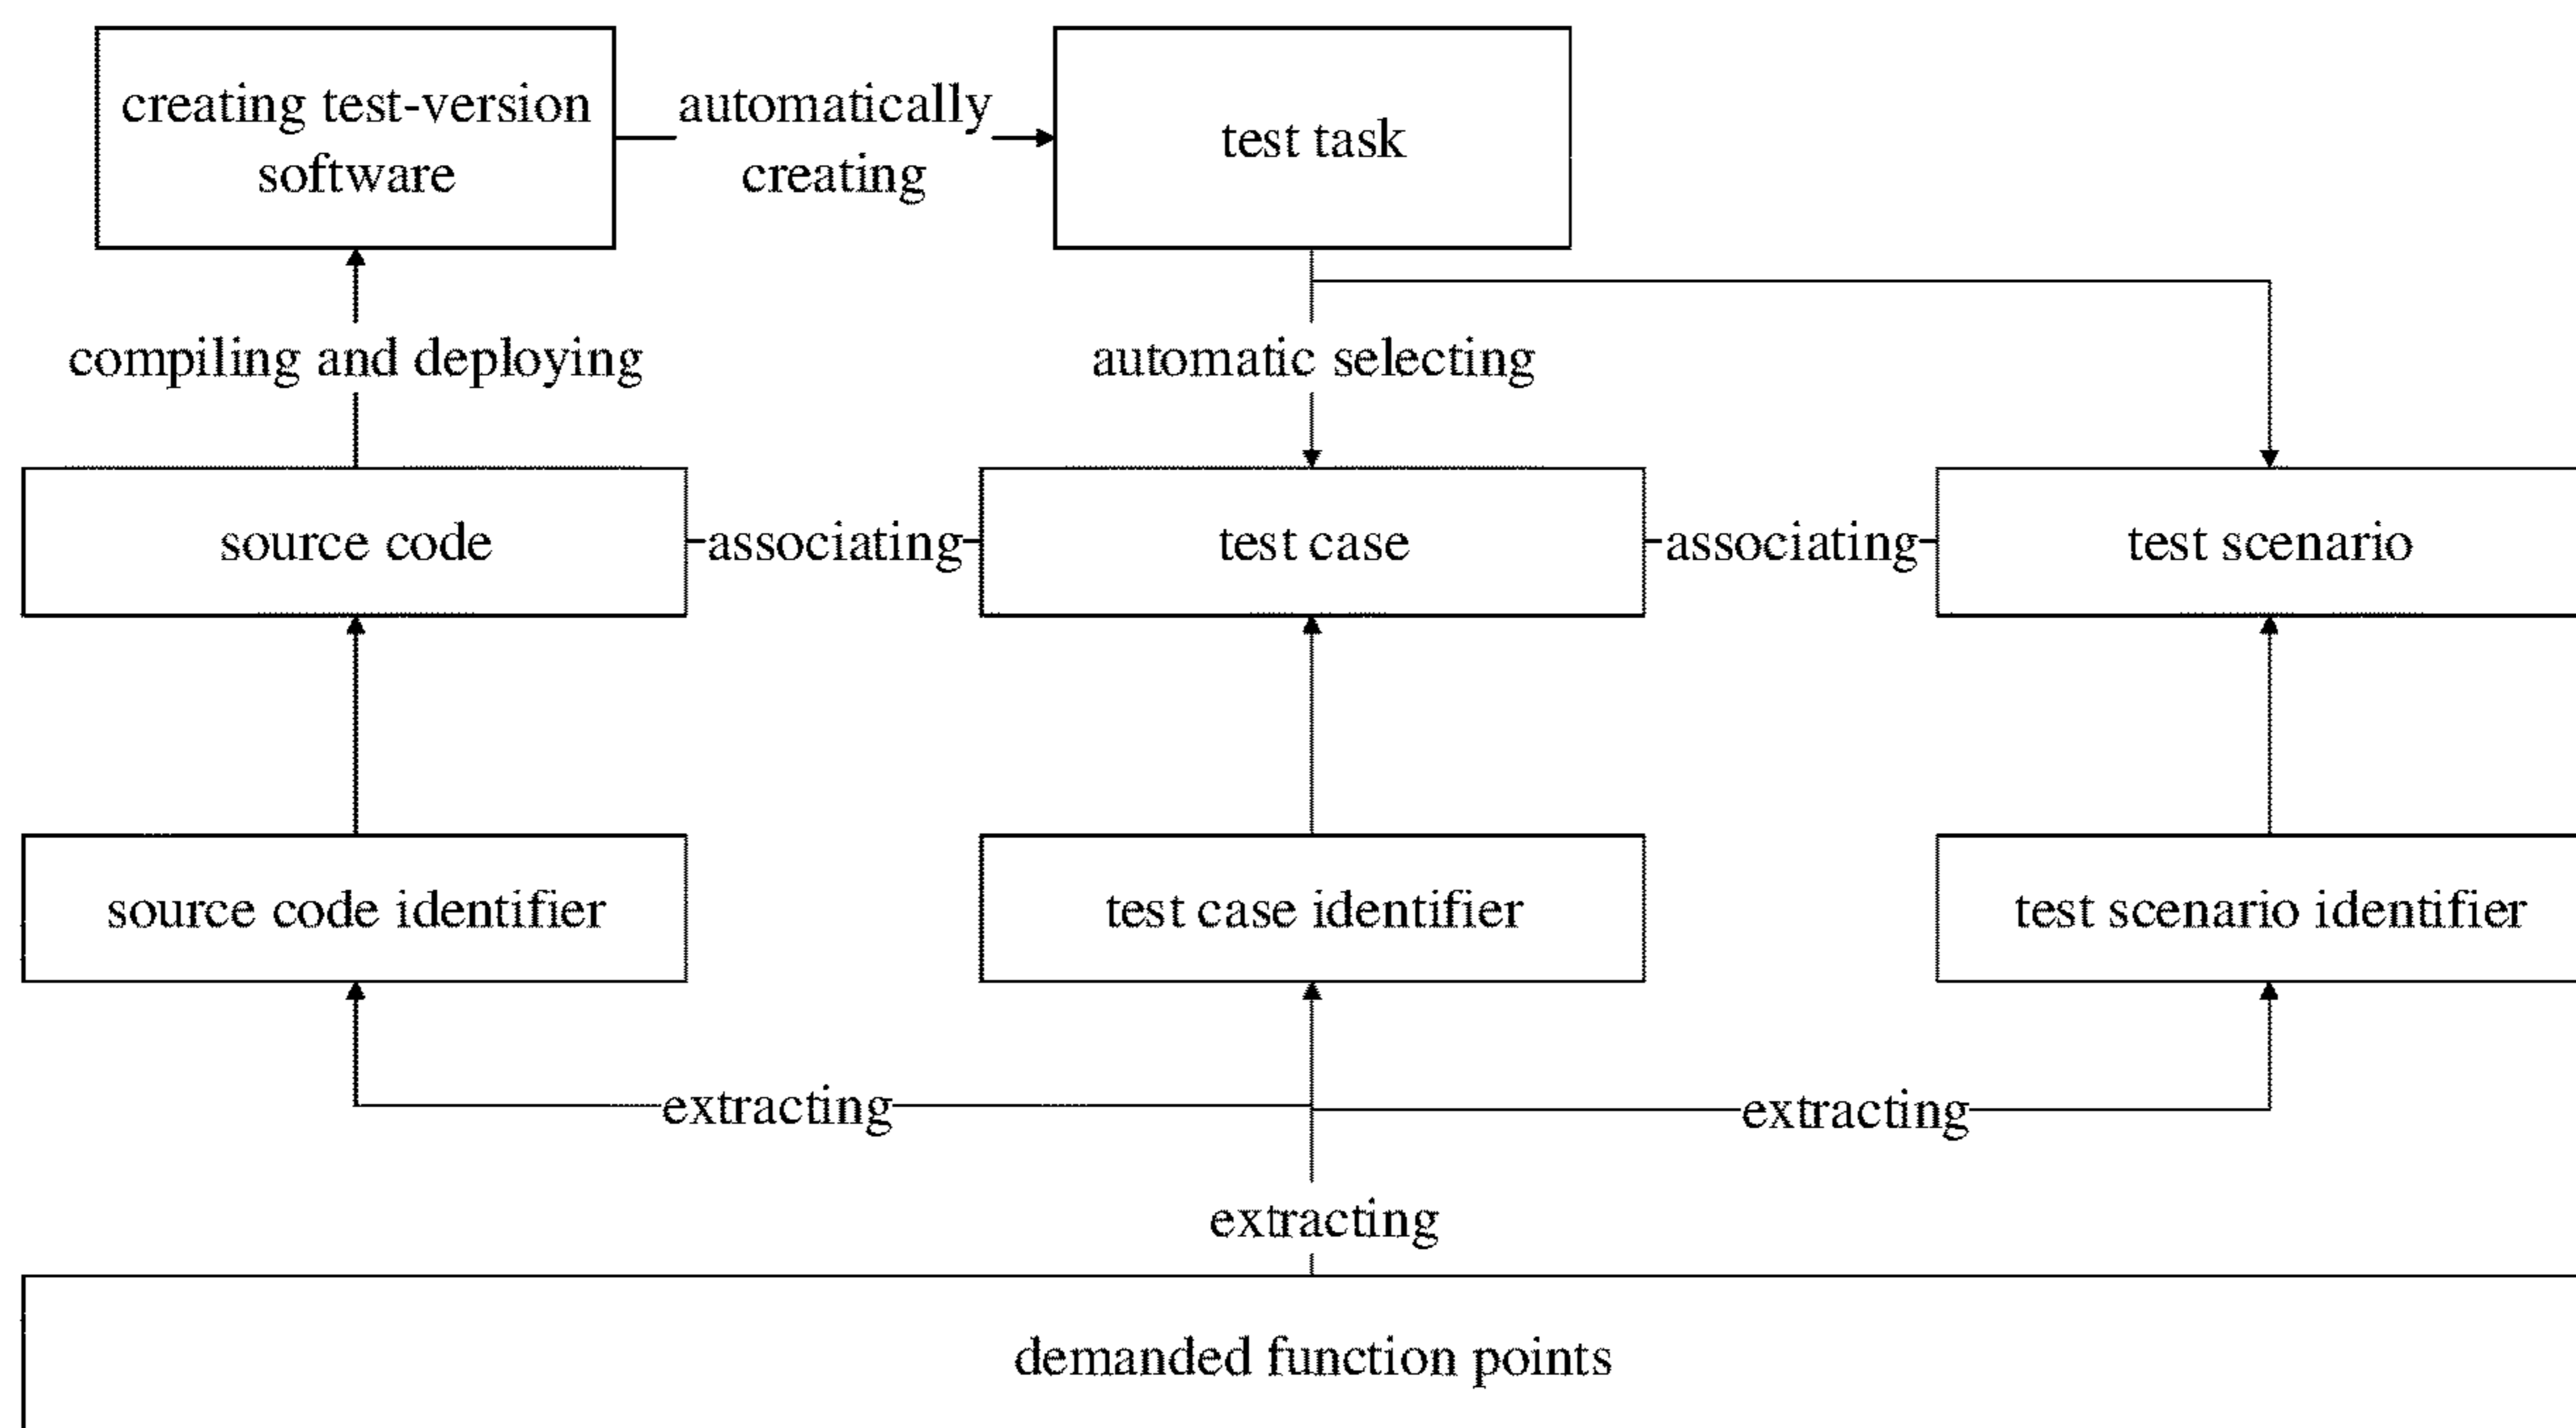 creating test-version
software
automatically
creating
test task
compiling and deploying
automatic selecting
source code
associating
test case
associating
test scenario
source code identifier
test case identifier
test scenario identifier
extracting
extracting
extracting
demanded function points